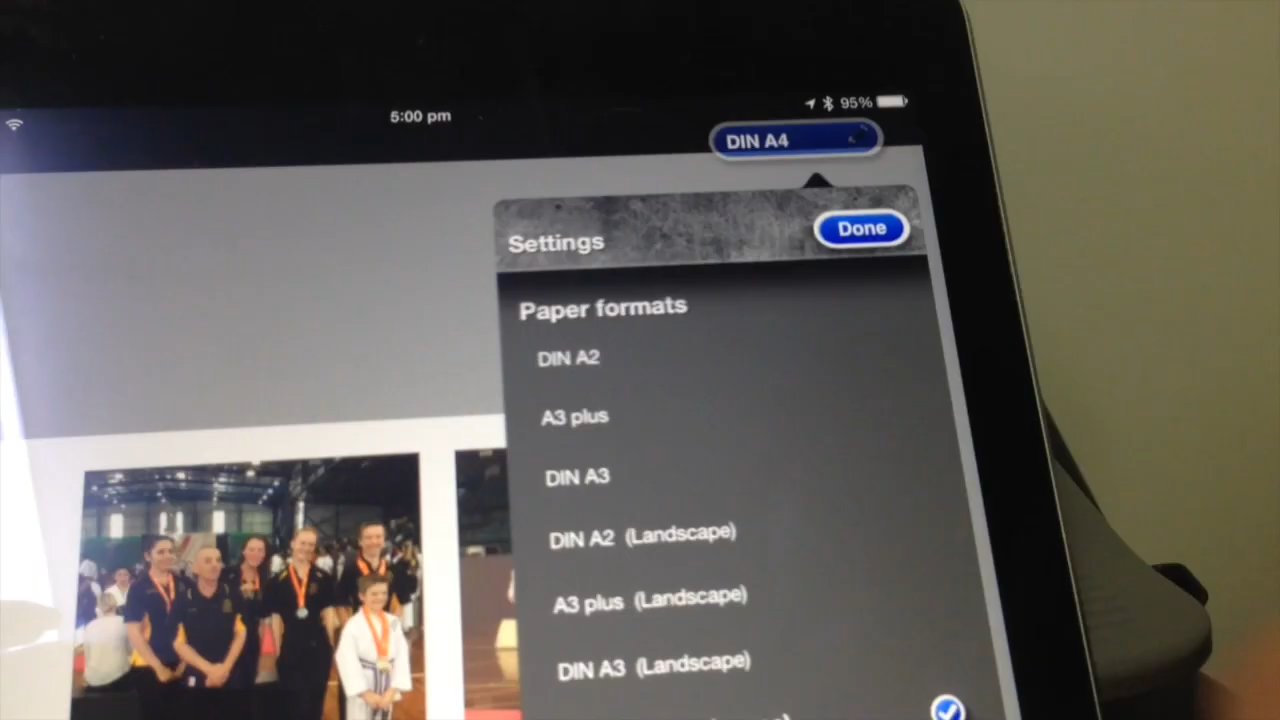 5:00 pm
95%
DIN A4
Settings
Done
Paper formats
DIN A2
A3 plus
DIN A3
DIN A2 (Landscape)
A3 plus (Landscape)
DIN A3 (Landscape)